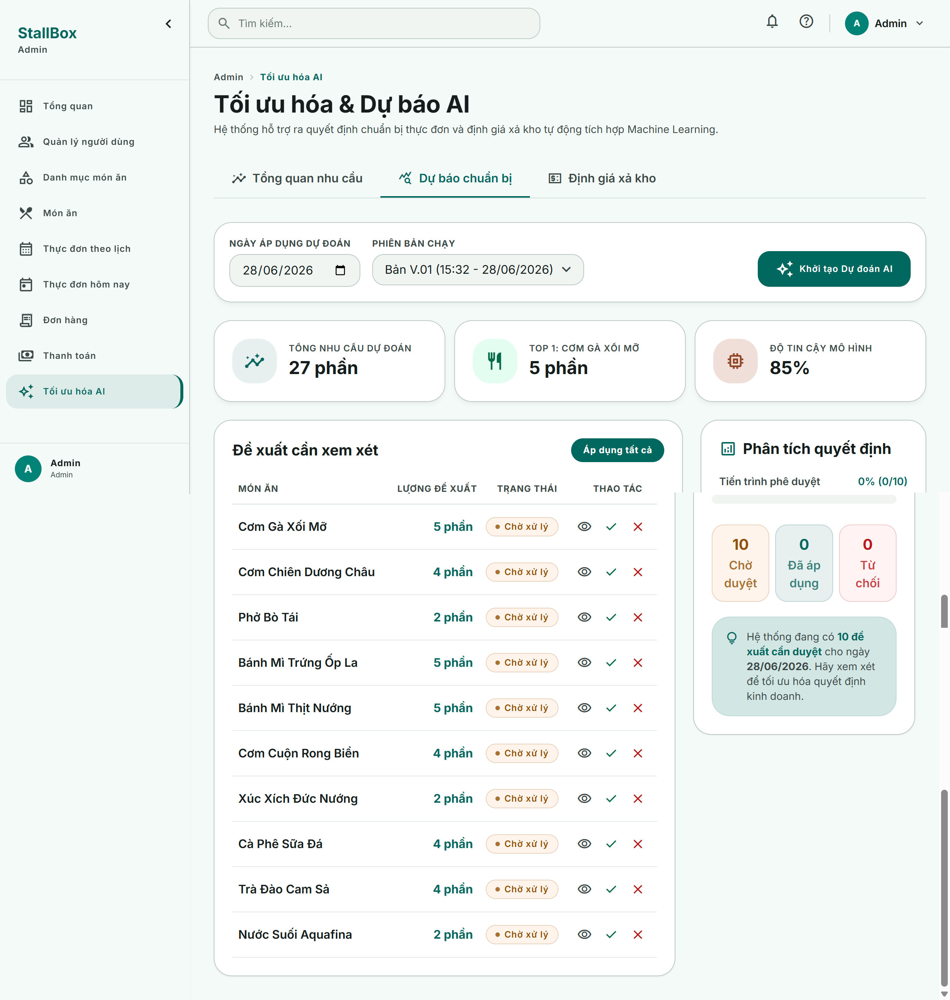 StallBox
Admin
Tổng quan
Quản lý người dùng
Danh mục món ăn
Món ăn
Thực đơn theo lịch
Thực đơn hôm nay
Đơn hàng
Thanh toán
Tối ưu hóa AI
A
Admin
Admin
Tìm kiếm...
A Admin
Admin > Tối ưu hóa AI
Tối ưu hóa & Dự báo AI
Hệ thống hỗ trợ ra quyết định chuẩn bị thực đơn và định giá xả kho tự động tích hợp Machine Learning.
Tổng quan nhu cầu Dự báo chuẩn bị Định giá xả kho
NGÀY ÁP DỤNG DỰ ĐOÁN PHIÊN BẢN CHẠY
28/06/2026 Bản V.01 (15:32 - 28/06/2026) Khởi tạo Dự đoán AI
TỔNG NHU CẦU DỰ ĐOÁN
27 phần
TOP 1: CƠM GÀ XỐI MỠ
5 phần
ĐỘ TIN CẬY MÔ HÌNH
85%
Đề xuất cần xem xét Áp dụng tất cả
MÓN ĂN LƯỢNG ĐỀ XUẤT TRẠNG THÁI THAO TÁC
Cơm Gà Xối Mỡ 5 phần Chờ xử lý
Cơm Chiên Dương Châu 4 phần Chờ xử lý
Phở Bò Tái 2 phần Chờ xử lý
Bánh Mì Trứng Ốp La 5 phần Chờ xử lý
Bánh Mì Thịt Nướng 5 phần Chờ xử lý
Cơm Cuộn Rong Biển 4 phần Chờ xử lý
Xúc Xích Đức Nướng 2 phần Chờ xử lý
Cà Phê Sữa Đá 4 phần Chờ xử lý
Trà Đào Cam Sả 4 phần Chờ xử lý
Nước Suối Aquafina 2 phần Chờ xử lý
Phân tích quyết định
Tiến trình phê duyệt 0% (0/10)
10
Chờ
duyệt
0
Đã áp
dụng
0
Từ
chối
Hệ thống đang có 10 đề
xuất cần duyệt cho ngày
28/06/2026. Hãy xem xét
để tối ưu hóa quyết định
kinh doanh.